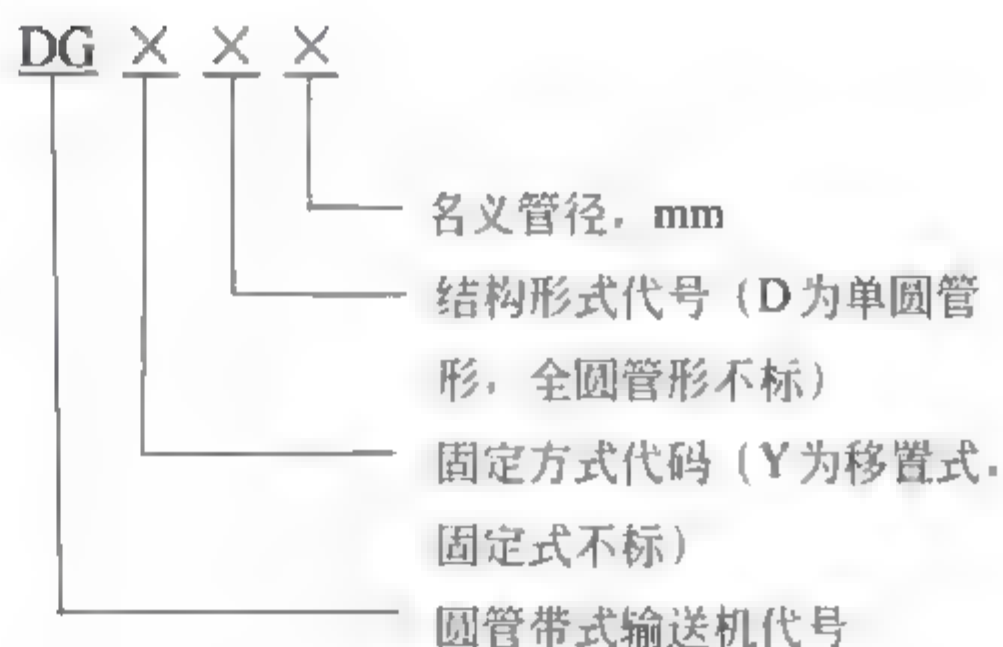 DG × × ×
名义管径, mm
结构形式代号 (D为单圆管
形, 全圆管形不标)
固定方式代码 (Y为移置式,
固定式不标)
圆管带式输送机代号